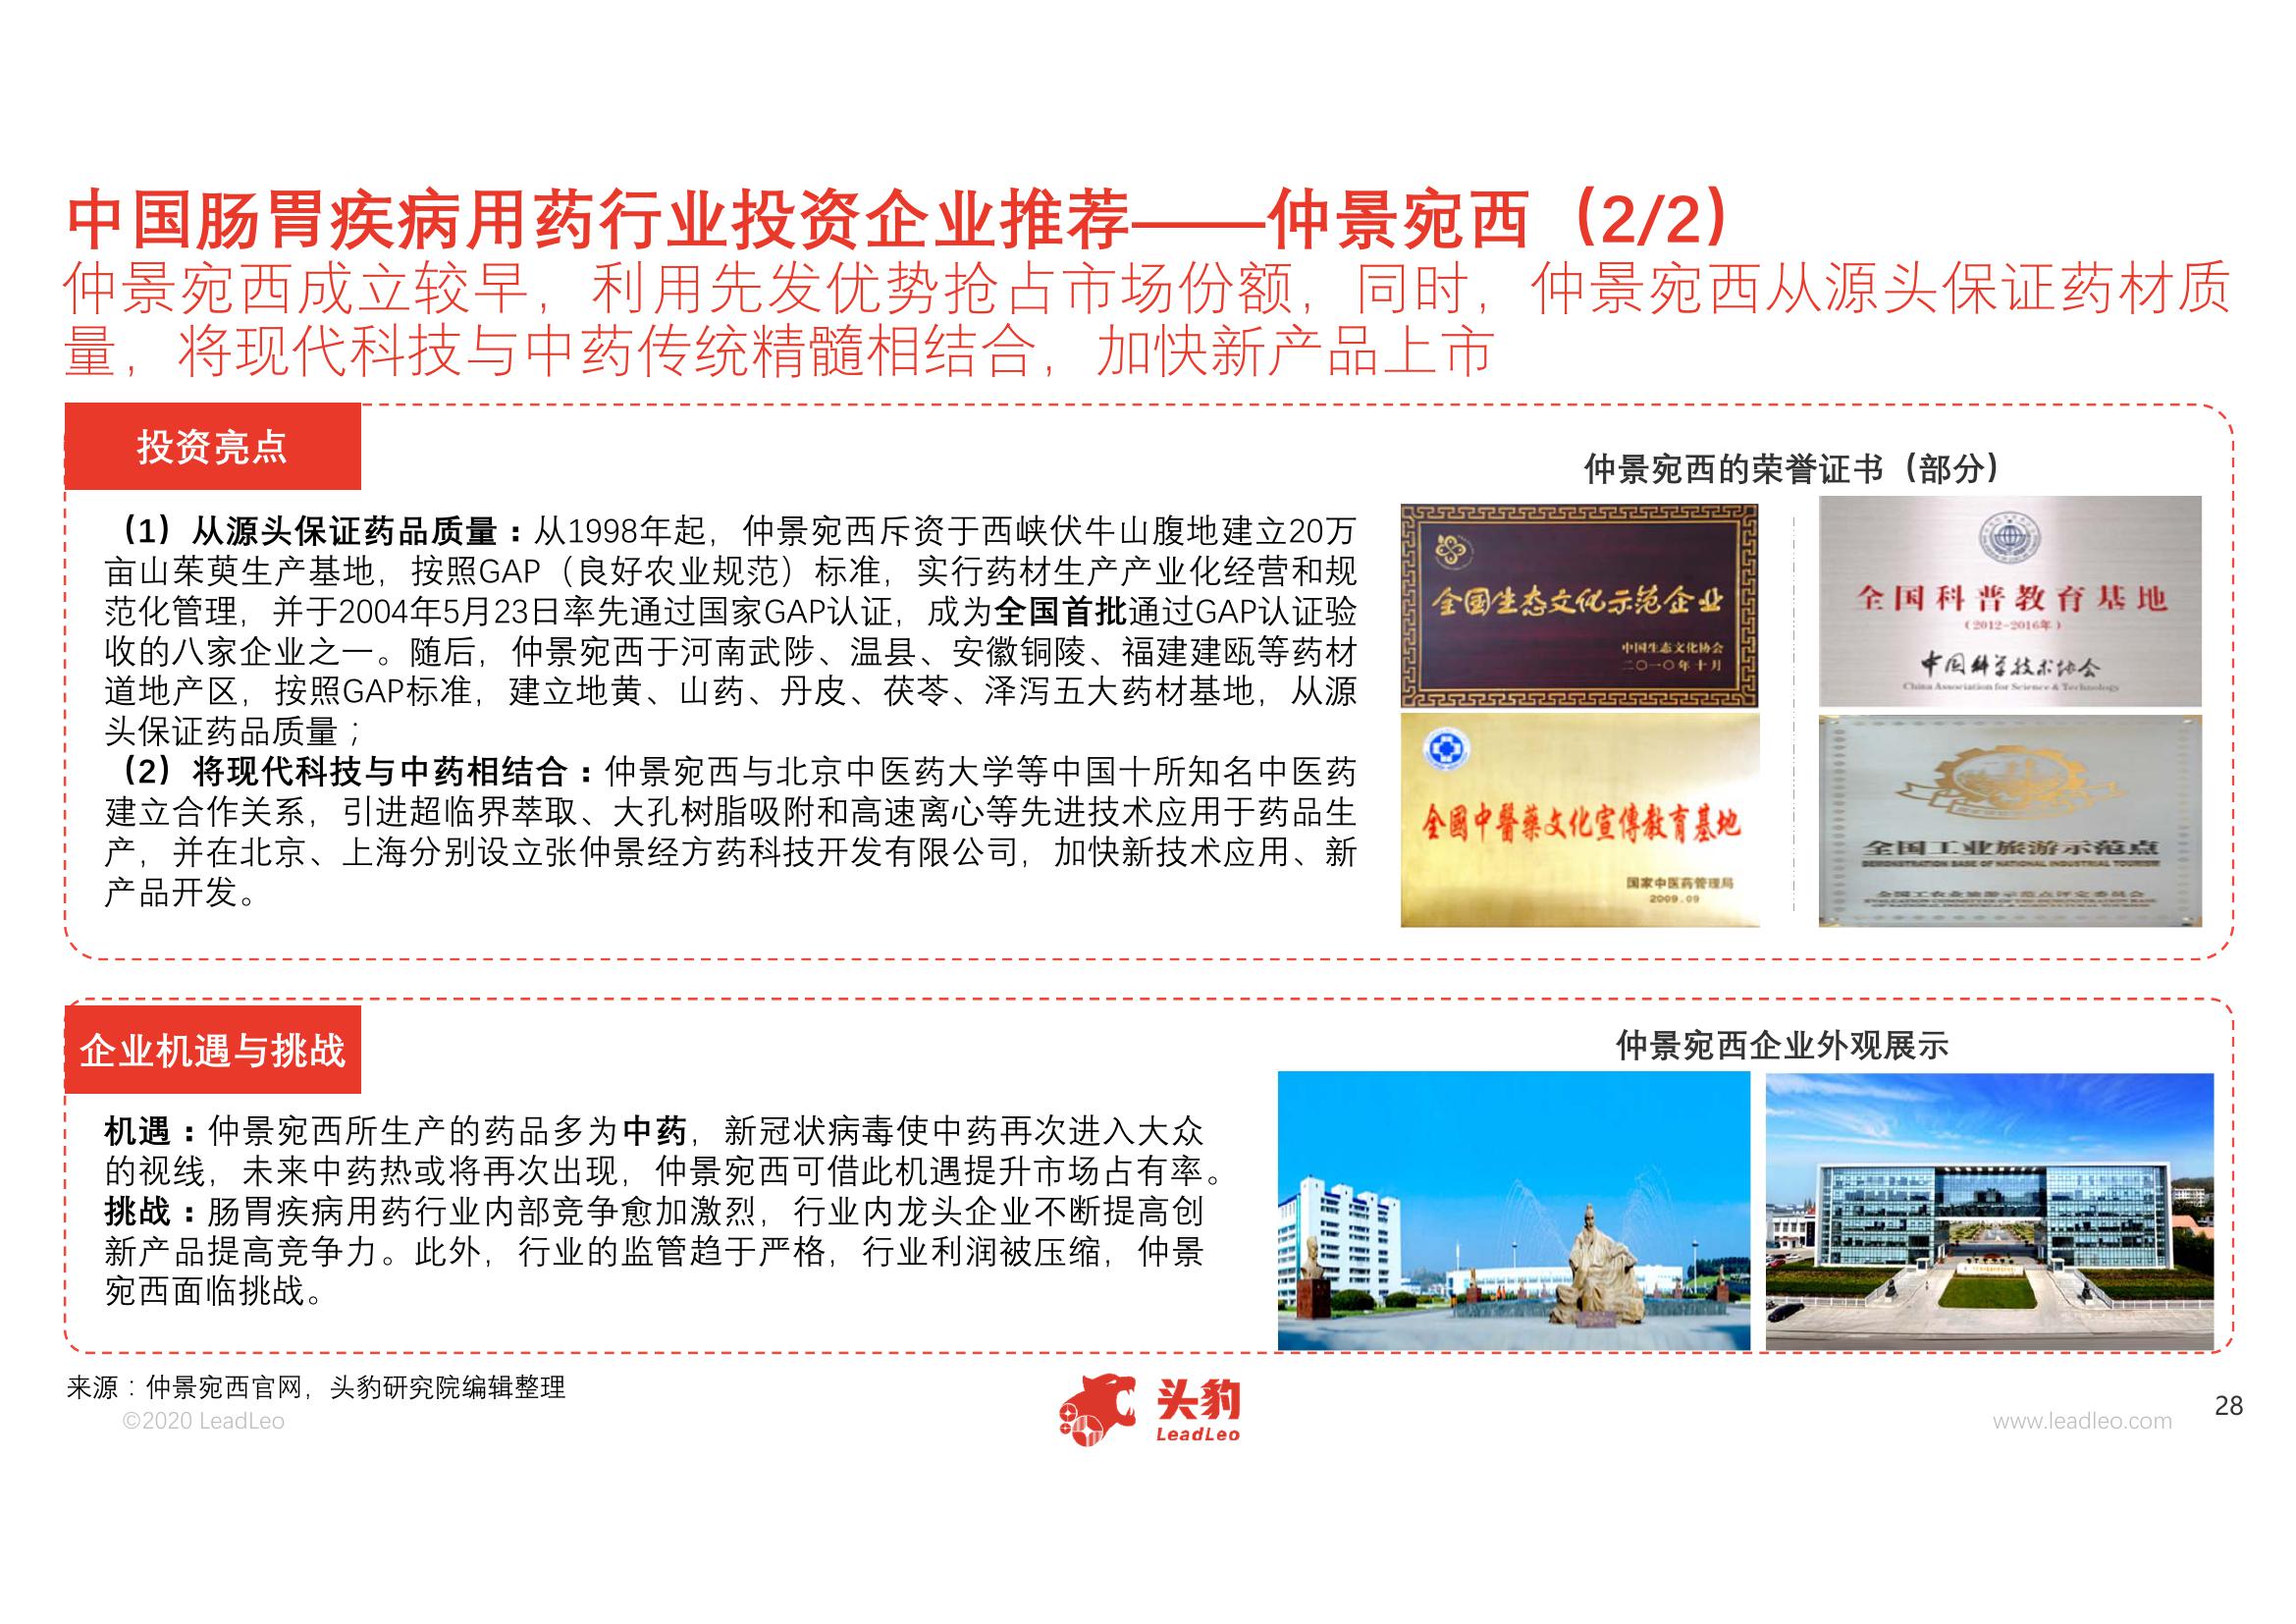 中国肠胃疾病用药行业投资企业推荐——仲景宛西（2/2）
仲景宛西成立较早，利用先发优势抢占市场份额，同时，仲景宛西从源头保证药材质
量，将现代科技与中药传统精髓相结合，加快新产品上市
投资亮点
（1）从源头保证药品质量：从1998年起，仲景宛西斥资于西峡伏牛山腹地建立20万
亩山茱萸生产基地，按照GAP（良好农业规范）标准，实行药材生产产业化经营和规
范化管理，并于2004年5月23日率先通过国家GAP认证，成为全国首批通过GAP认证验
收的八家企业之一。随后，仲景宛西于河南武陟、温县、安徽铜陵、福建建瓯等药材
道地产区，按照GAP标准，建立地黄、山药、丹皮、茯苓、泽泻五大药材基地，从源
头保证药品质量；
（2）将现代科技与中药相结合：仲景宛西与北京中医药大学等中国十所知名中医药
建立合作关系，引进超临界萃取、大孔树脂吸附和高速离心等先进技术应用于药品生
产，并在北京、上海分别设立张仲景经方药科技开发有限公司，加快新技术应用、新
产品开发。
仲景宛西的荣誉证书（部分）
全国生态文化示范企业
中国生态文化协会
二〇一〇年十月
全国科普教育基地
（2012-2016年）
中国科学技术协会
China Association for Science & Technology
全國中醫藥文化宣傳教育基地
国家中医药管理局
2009.09
全国工业旅游示范点
DEMONSTRATION BASE OF NATIONAL INDUSTRIAL TOURISM
全国工农业旅游示范点评定委员会
企业机遇与挑战
机遇：仲景宛西所生产的药品多为中药，新冠状病毒使中药再次进入大众
的视线，未来中药热或将再次出现，仲景宛西可借此机遇提升市场占有率。
挑战：肠胃疾病用药行业内部竞争愈加激烈，行业内龙头企业不断提高创
新产品提高竞争力。此外，行业的监管趋于严格，行业利润被压缩，仲景
宛西面临挑战。
仲景宛西企业外观展示
来源：仲景宛西官网，头豹研究院编辑整理
©2020 LeadLeo
头豹
LeadLeo
www.leadleo.com
28